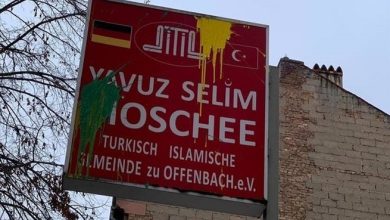 YAVUZ SELİM
MOSCHEE
TURKISCH ISLAMISCHE
GEMEINDE zu OFFENBACH.e.V.